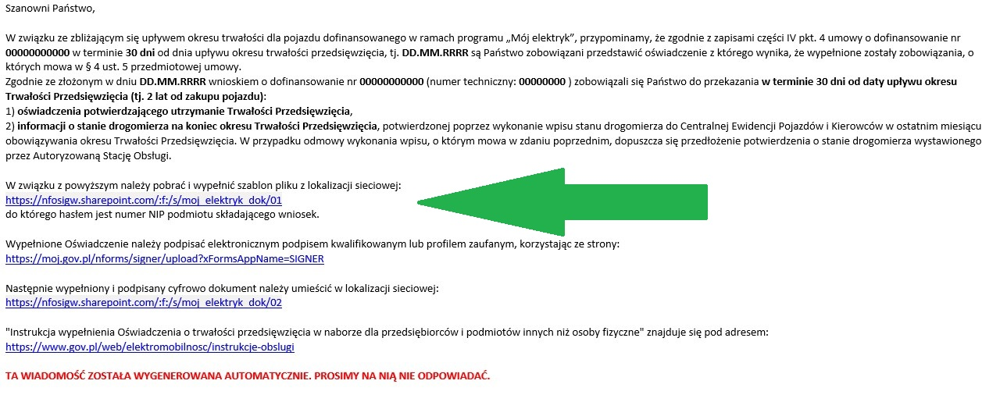 Szanowni Państwo,
W związku ze zbliżającym się upływem okresu trwałości dla pojazdu dofinansowanego w ramach programu „Mój elektryk”, przypominamy, że zgodnie z zapisami części IV pkt. 4 umowy o dofinansowanie nr
00000000000 w terminie 30 dni od dnia upływu okresu trwałości przedsięwzięcia, tj. DD.MM.RRRR są Państwo zobowiązani przedstawić oświadczenie z którego wynika, że wypełnione zostały zobowiązania, o
których mowa w § 4 ust. 5 przedmiotowej umowy.
Zgodnie ze złożonym w dniu DD.MM.RRRR wnioskiem o dofinansowanie nr 00000000000 (numer techniczny: 00000000 ) zobowiązali się Państwo do przekazania w terminie 30 dni od daty upływu okresu
Trwałości Przedsięwzięcia (tj. 2 lat od zakupu pojazdu):
1) oświadczenia potwierdzającego utrzymanie Trwałości Przedsięwzięcia,
2) informacji o stanie drogomierza na koniec okresu Trwałości Przedsięwzięcia, potwierdzonej poprzez wykonanie wpisu stanu drogomierza do Centralnej Ewidencji Pojazdów i Kierowców w ostatnim miesiącu
obowiązywania okresu Trwałości Przedsięwzięcia. W przypadku odmowy wykonania wpisu, o którym mowa w zdaniu poprzednim, dopuszcza się przedłożenie potwierdzenia o stanie drogomierza wystawionego
przez Autoryzowaną Stację Obsługi.
W związku z powyższym należy pobrać i wypełnić szablon pliku z lokalizacji sieciowej:
https://nfosigw.sharepoint.com/:f:/s/moj_elektryk_dok/01
do którego hasłem jest numer NIP podmiotu składającego wniosek.
Wypełnione Oświadczenie należy podpisać elektronicznym podpisem kwalifikowanym lub profilem zaufanym, korzystając ze strony:
https://moj.gov.pl/nforms/signer/upload?xFormsAppName=SIGNER
Następnie wypełniony i podpisany cyfrowo dokument należy umieścić w lokalizacji sieciowej:
https://nfosigw.sharepoint.com/:f:/s/moj_elektryk_dok/02
"Instrukcja wypełnienia Oświadczenia o trwałości przedsięwzięcia w naborze dla przedsiębiorców i podmiotów innych niż osoby fizyczne" znajduje się pod adresem:
https://www.gov.pl/web/elektromobilnosc/instrukcje-obslugi
TA WIADOMOŚĆ ZOSTAŁA WYGENEROWANA AUTOMATYCZNIE. PROSIMY NA NIĄ NIE ODPOWIADAĆ.